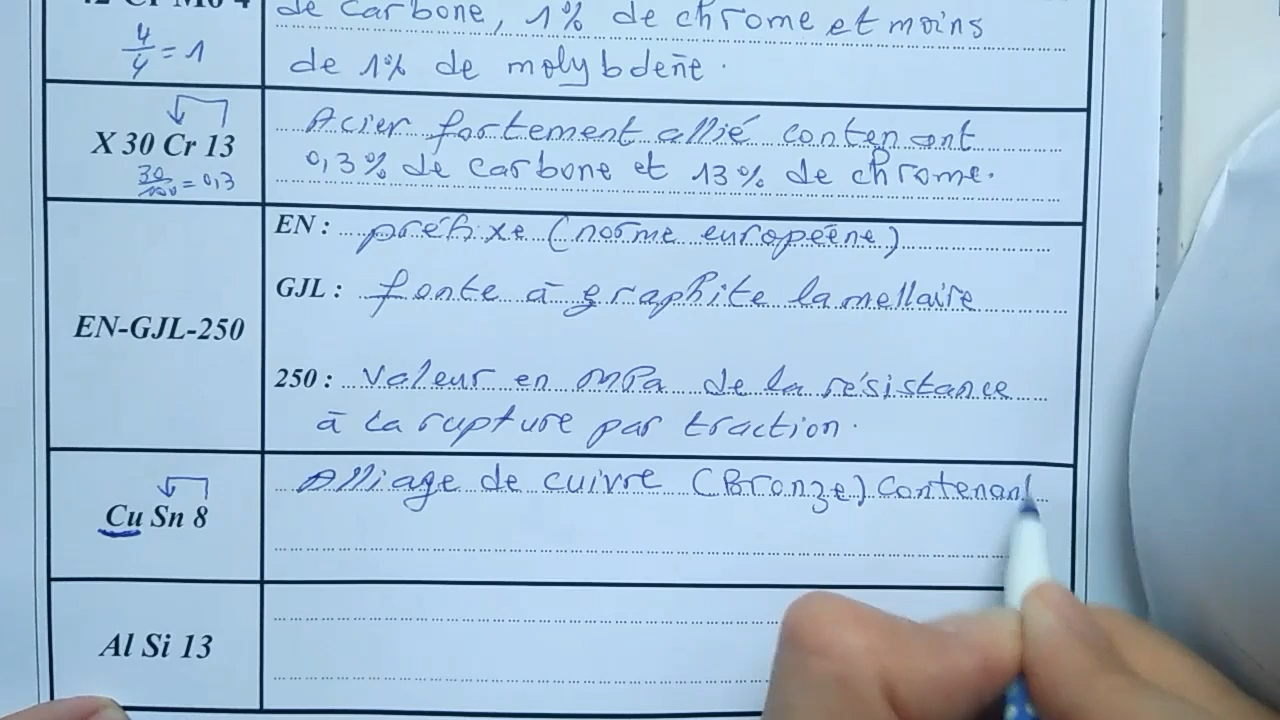 de carbone, 1% de chrome et moins
4/4 = 1
de 1% de molybdene.
X 30 Cr 13
30/100 = 0,3
Acier fortement allié contenant
0,3% de carbone et 13% de chrome.
EN-GJL-250
EN : préfixe (norme européene)
GJL : fonte à graphite lamellaire
250 : Valeur en MPa de la résistance
à la rupture par traction.
Cu Sn 8
Alliage de cuivre (Bronze) Contenant
Al Si 13